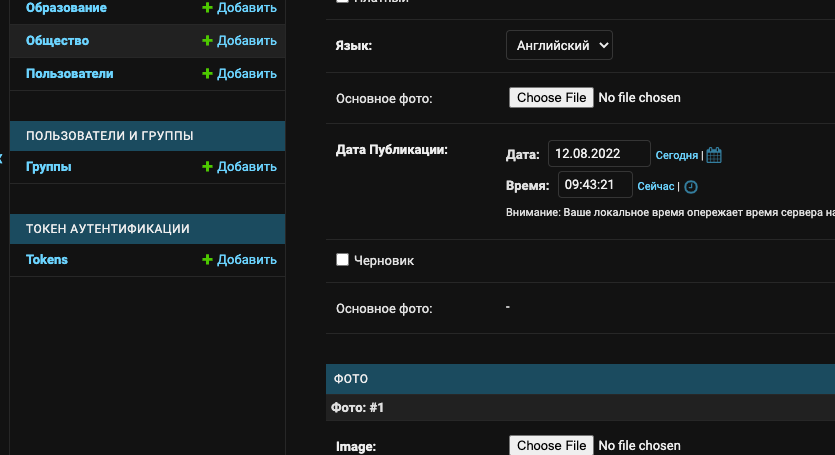 Образование + Добавить
Общество + Добавить
Пользователи + Добавить
ПОЛЬЗОВАТЕЛИ И ГРУППЫ
Группы + Добавить
ТОКЕН АУТЕНТИФИКАЦИИ
Tokens + Добавить
Платный
Язык: Английский
Основное фото: Choose File No file chosen
Дата Публикации: Дата: 12.08.2022 Сегодня |
Время: 09:43:21 Сейчас |
Внимание: Ваше локальное время опережает время сервера на
Черновик
Основное фото: -
ФОТО
Фото: #1
Image: Choose File No file chosen